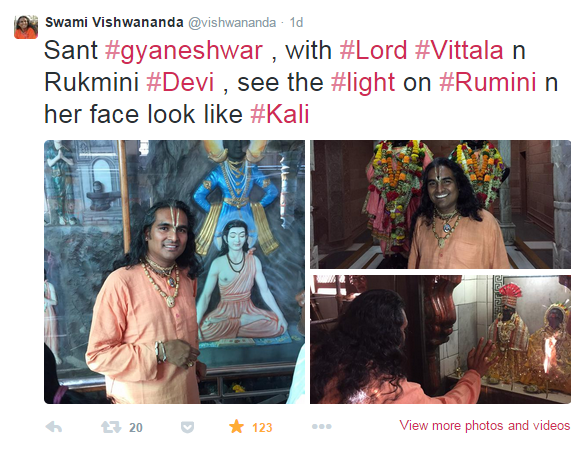 Swami Vishwananda @vishwananda · 1d
Sant #gyaneshwar , with #Lord #Vittala n
Rukmini #Devi , see the #light on #Rumini n
her face look like #Kali
20
123
View more photos and videos